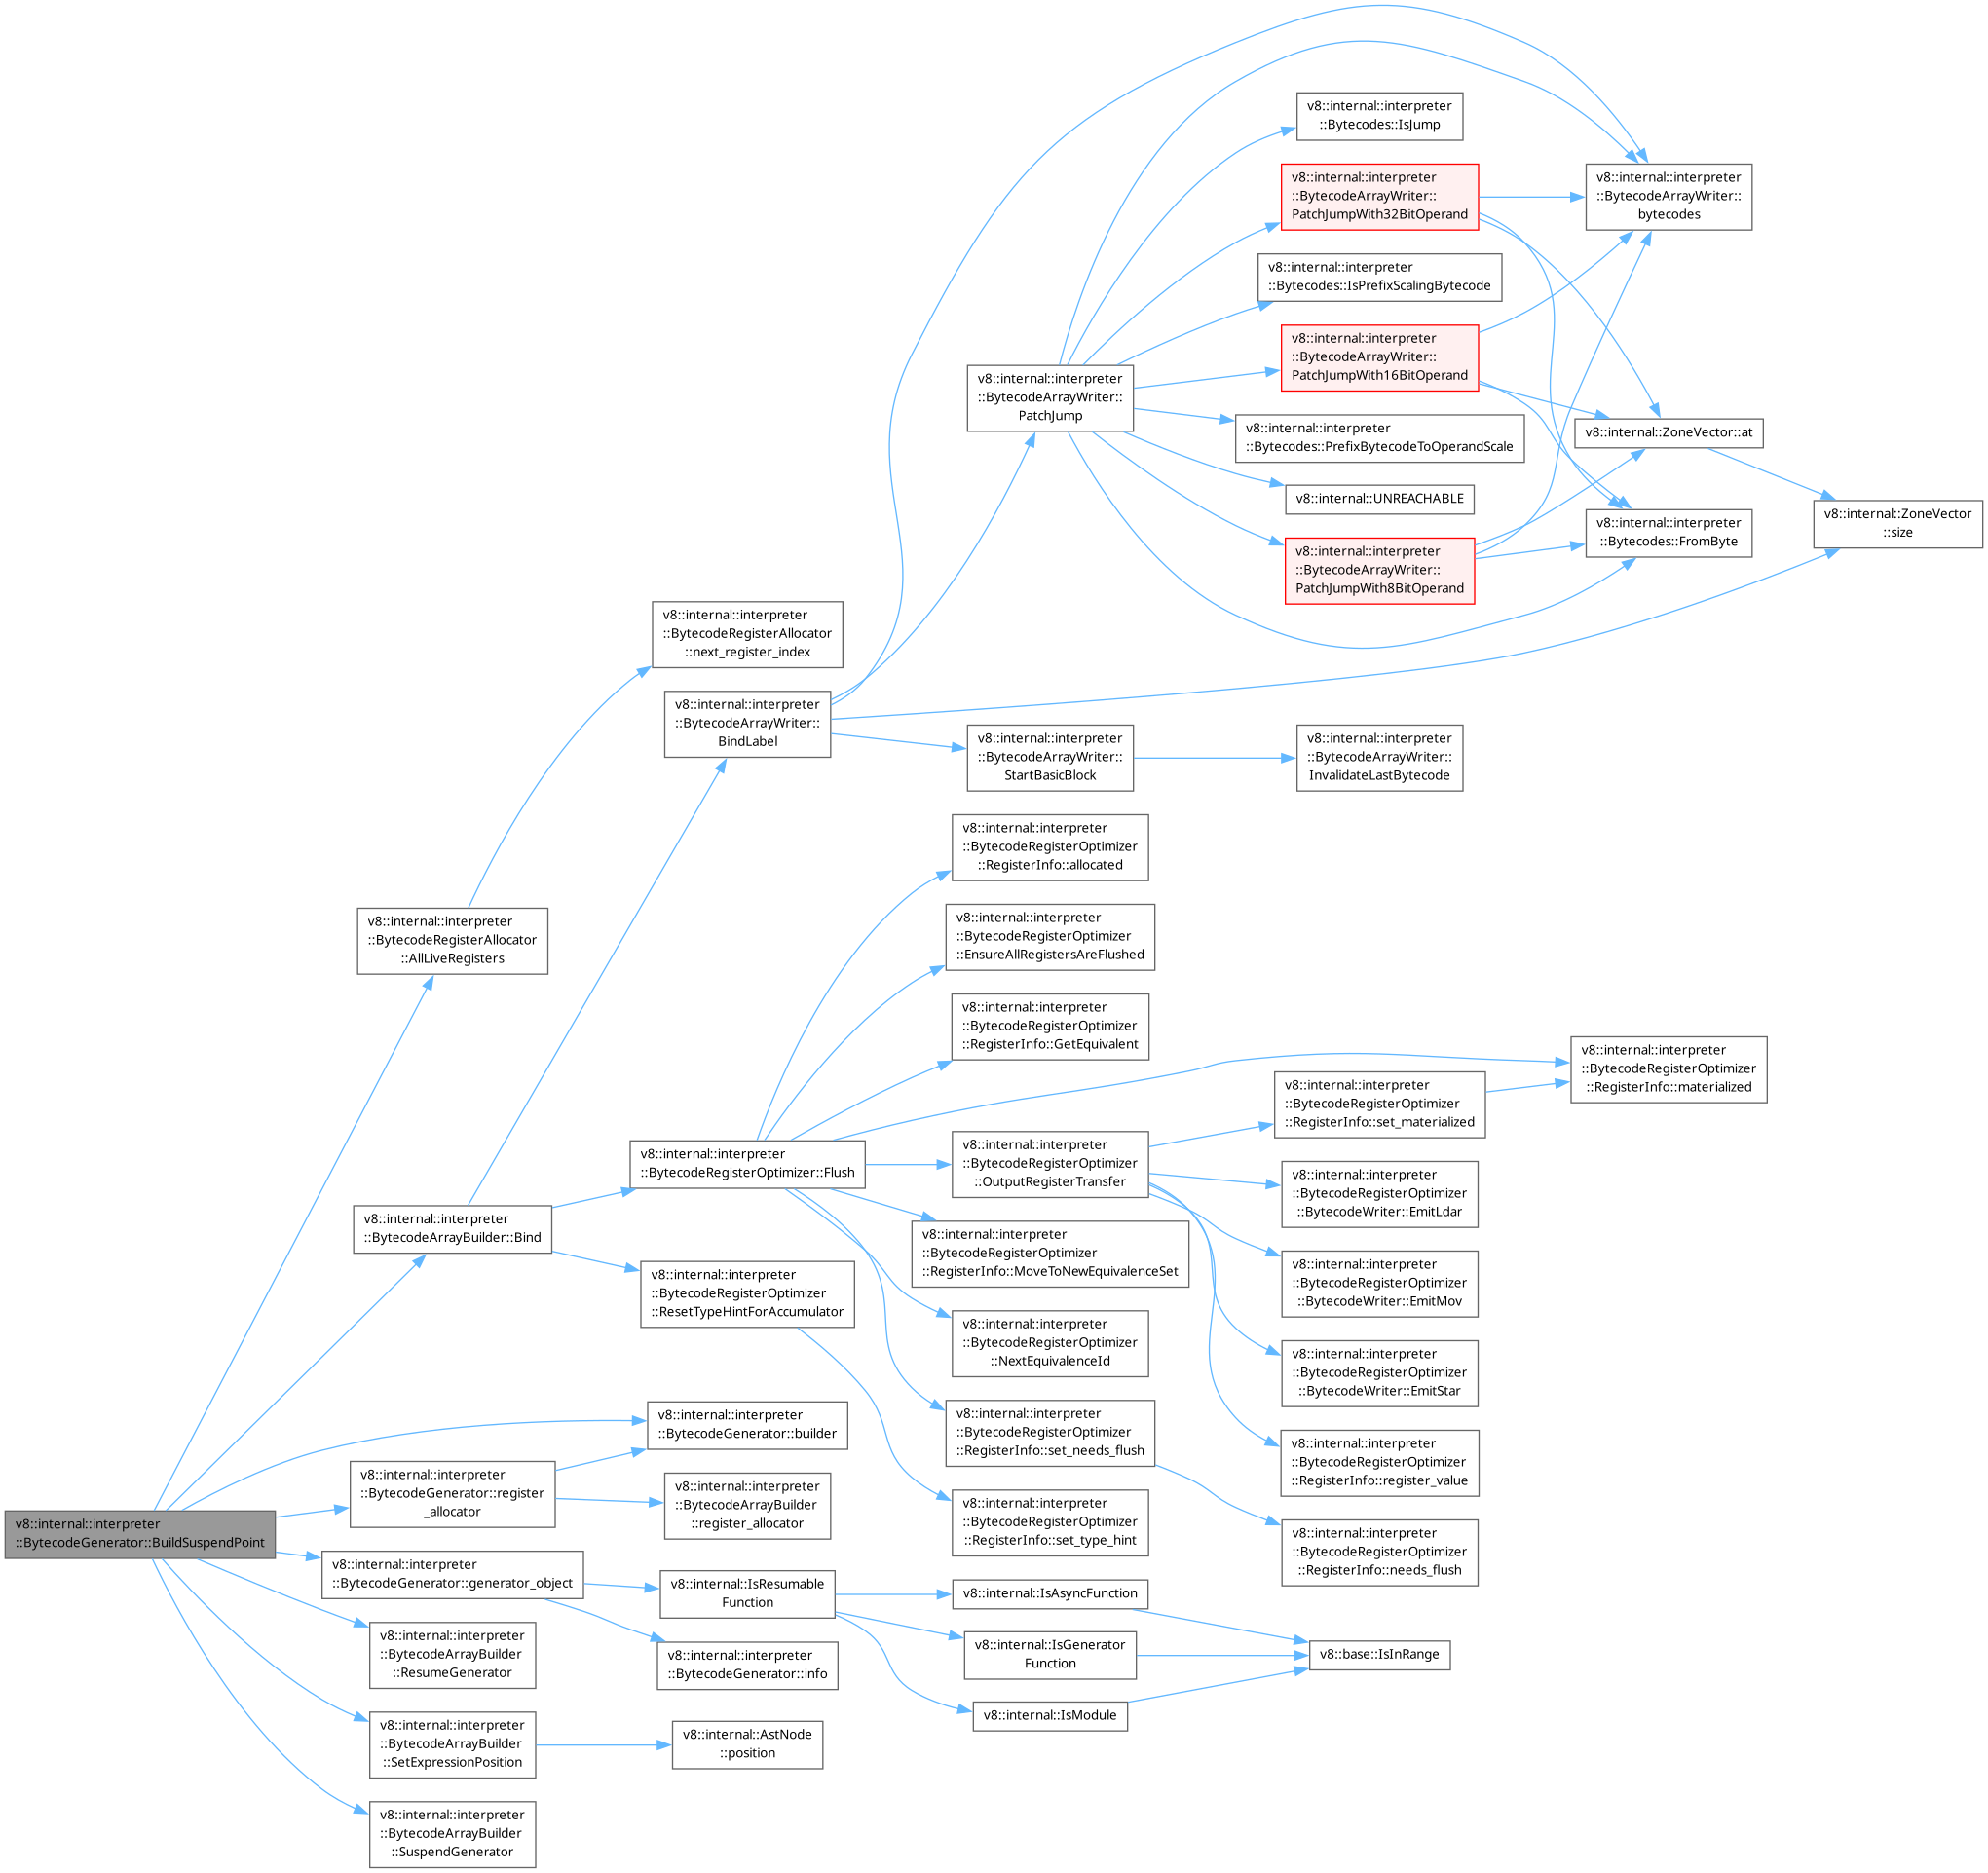 v8::internal::interpreter
::BytecodeGenerator::BuildSuspendPoint
v8::internal::interpreter
::BytecodeRegisterAllocator
::AllLiveRegisters
v8::internal::interpreter
::BytecodeArrayBuilder::Bind
v8::internal::interpreter
::BytecodeGenerator::register
_allocator
v8::internal::interpreter
::BytecodeGenerator::generator_object
v8::internal::interpreter
::BytecodeArrayBuilder
::ResumeGenerator
v8::internal::interpreter
::BytecodeArrayBuilder
::SetExpressionPosition
v8::internal::interpreter
::BytecodeArrayBuilder
::SuspendGenerator
v8::internal::interpreter
::BytecodeRegisterAllocator
::next_register_index
v8::internal::interpreter
::BytecodeArrayWriter::
BindLabel
v8::internal::interpreter
::BytecodeRegisterOptimizer::Flush
v8::internal::interpreter
::BytecodeRegisterOptimizer
::ResetTypeHintForAccumulator
v8::internal::interpreter
::BytecodeGenerator::builder
v8::internal::interpreter
::BytecodeArrayBuilder
::register_allocator
v8::internal::IsResumable
Function
v8::internal::interpreter
::BytecodeGenerator::info
v8::internal::AstNode
::position
v8::internal::interpreter
::BytecodeArrayWriter::
PatchJump
v8::internal::interpreter
::BytecodeArrayWriter::
StartBasicBlock
v8::internal::interpreter
::BytecodeRegisterOptimizer
::RegisterInfo::allocated
v8::internal::interpreter
::BytecodeRegisterOptimizer
::EnsureAllRegistersAreFlushed
v8::internal::interpreter
::BytecodeRegisterOptimizer
::RegisterInfo::GetEquivalent
v8::internal::interpreter
::BytecodeRegisterOptimizer
::OutputRegisterTransfer
v8::internal::interpreter
::BytecodeRegisterOptimizer
::RegisterInfo::MoveToNewEquivalenceSet
v8::internal::interpreter
::BytecodeRegisterOptimizer
::NextEquivalenceId
v8::internal::interpreter
::BytecodeRegisterOptimizer
::RegisterInfo::set_needs_flush
v8::internal::interpreter
::BytecodeRegisterOptimizer
::RegisterInfo::set_type_hint
v8::internal::IsAsyncFunction
v8::internal::IsGenerator
Function
v8::internal::IsModule
v8::internal::interpreter
::Bytecodes::IsJump
v8::internal::interpreter
::BytecodeArrayWriter::
PatchJumpWith32BitOperand
v8::internal::interpreter
::Bytecodes::IsPrefixScalingBytecode
v8::internal::interpreter
::BytecodeArrayWriter::
PatchJumpWith16BitOperand
v8::internal::interpreter
::Bytecodes::PrefixBytecodeToOperandScale
v8::internal::UNREACHABLE
v8::internal::interpreter
::BytecodeArrayWriter::
PatchJumpWith8BitOperand
v8::internal::interpreter
::BytecodeArrayWriter::
InvalidateLastBytecode
v8::internal::interpreter
::BytecodeRegisterOptimizer
::RegisterInfo::set_materialized
v8::internal::interpreter
::BytecodeRegisterOptimizer
::BytecodeWriter::EmitLdar
v8::internal::interpreter
::BytecodeRegisterOptimizer
::BytecodeWriter::EmitMov
v8::internal::interpreter
::BytecodeRegisterOptimizer
::BytecodeWriter::EmitStar
v8::internal::interpreter
::BytecodeRegisterOptimizer
::RegisterInfo::register_value
v8::internal::interpreter
::BytecodeRegisterOptimizer
::RegisterInfo::needs_flush
v8::base::IsInRange
v8::internal::interpreter
::BytecodeArrayWriter::
bytecodes
v8::internal::ZoneVector::at
v8::internal::interpreter
::Bytecodes::FromByte
v8::internal::interpreter
::BytecodeRegisterOptimizer
::RegisterInfo::materialized
v8::internal::ZoneVector
::size